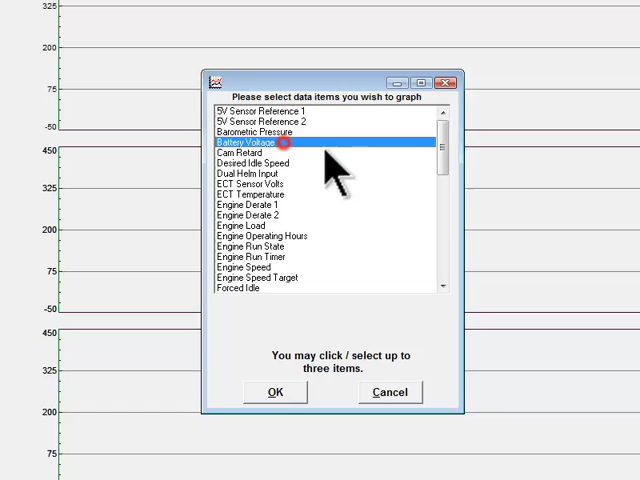 325
200
75
-50
450
325
200
75
-50
450
325
200
75
Please select data items you wish to graph
5V Sensor Reference 1
5V Sensor Reference 2
Barometric Pressure
Battery Voltage
Cam Retard
Desired Idle Speed
Dual Helm Input
ECT Sensor Volts
ECT Temperature
Engine Derate 1
Engine Derate 2
Engine Load
Engine Operating Hours
Engine Run State
Engine Run Timer
Engine Speed
Engine Speed Target
Forced Idle
You may click / select up to
three items.
OK
Cancel